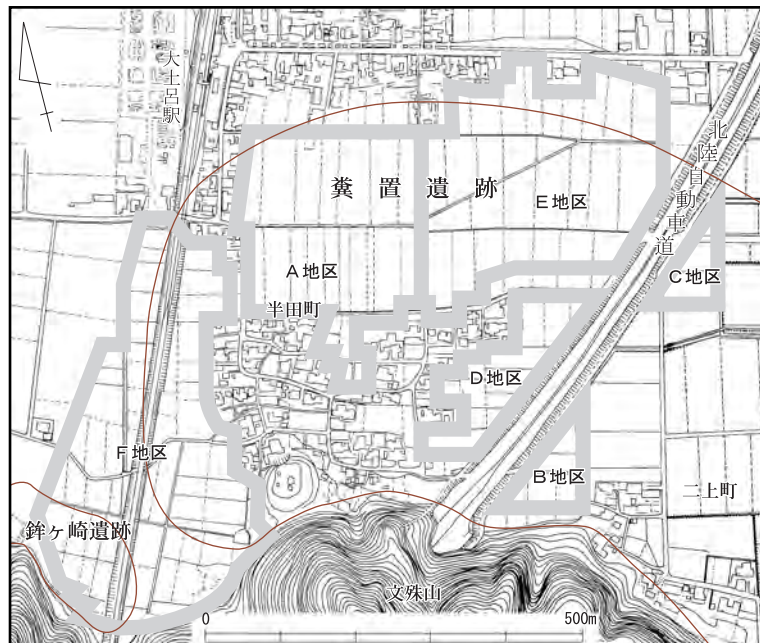 大土呂駅
北陸自動車道
糞置遺跡
E地区
A地区
C地区
半田町
D地区
F地区
B地区
二上町
鉾ヶ崎遺跡
文殊山
0
500m